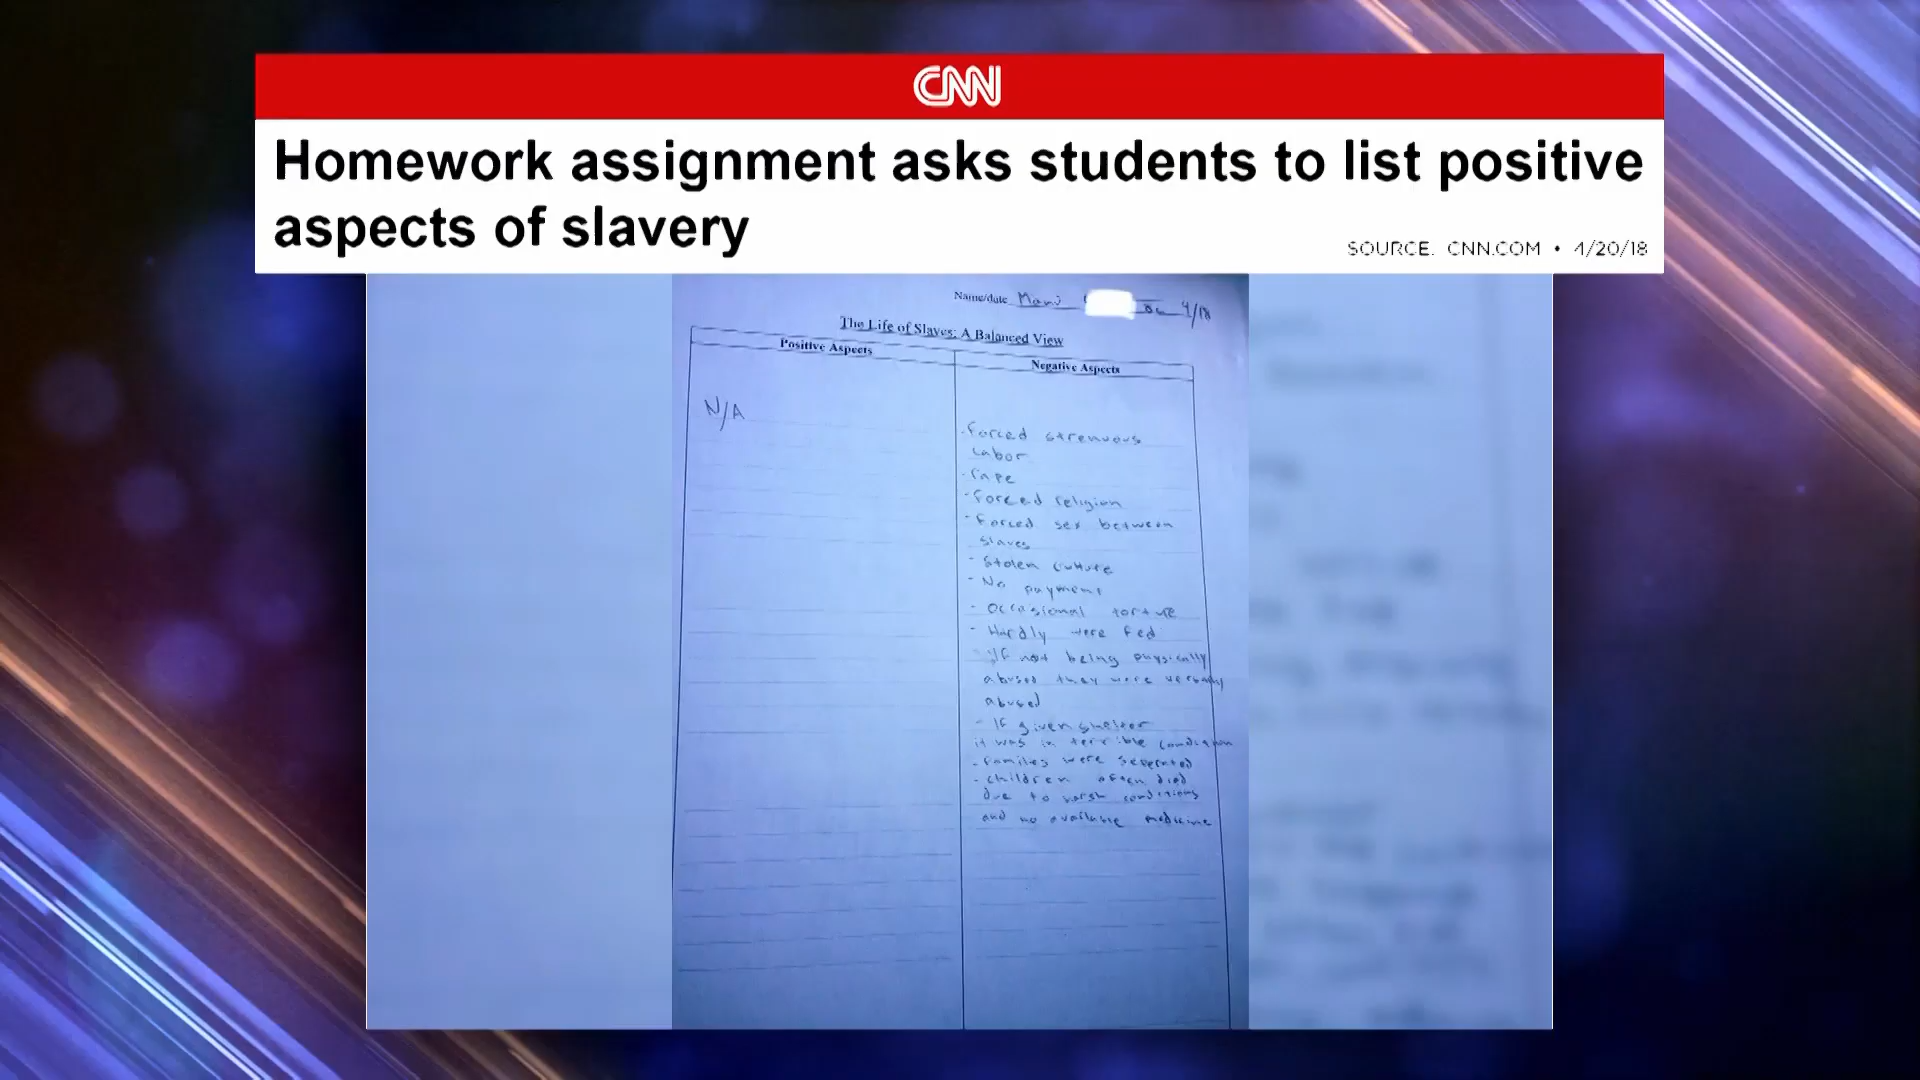 CNN
Homework assignment asks students to list positive
aspects of slavery
SOURCE. CNN.COM • 4/20/18
Name/date Manú 4/18
The Life of Slaves: A Balanced View
Positive Aspects
Negative Aspects
N/A
- Forced strenuous
Labor
- rape
- Forced religion
- Forced sex between
slaves
- Stolen culture
- No payment
- Occasional torture
- Hardly were fed
- If not being physically
abused they were verbally
abused
- If given shelter
it was in terrible condition
- families were seperated
- children often died
due to harsh conditions
and no available medicine